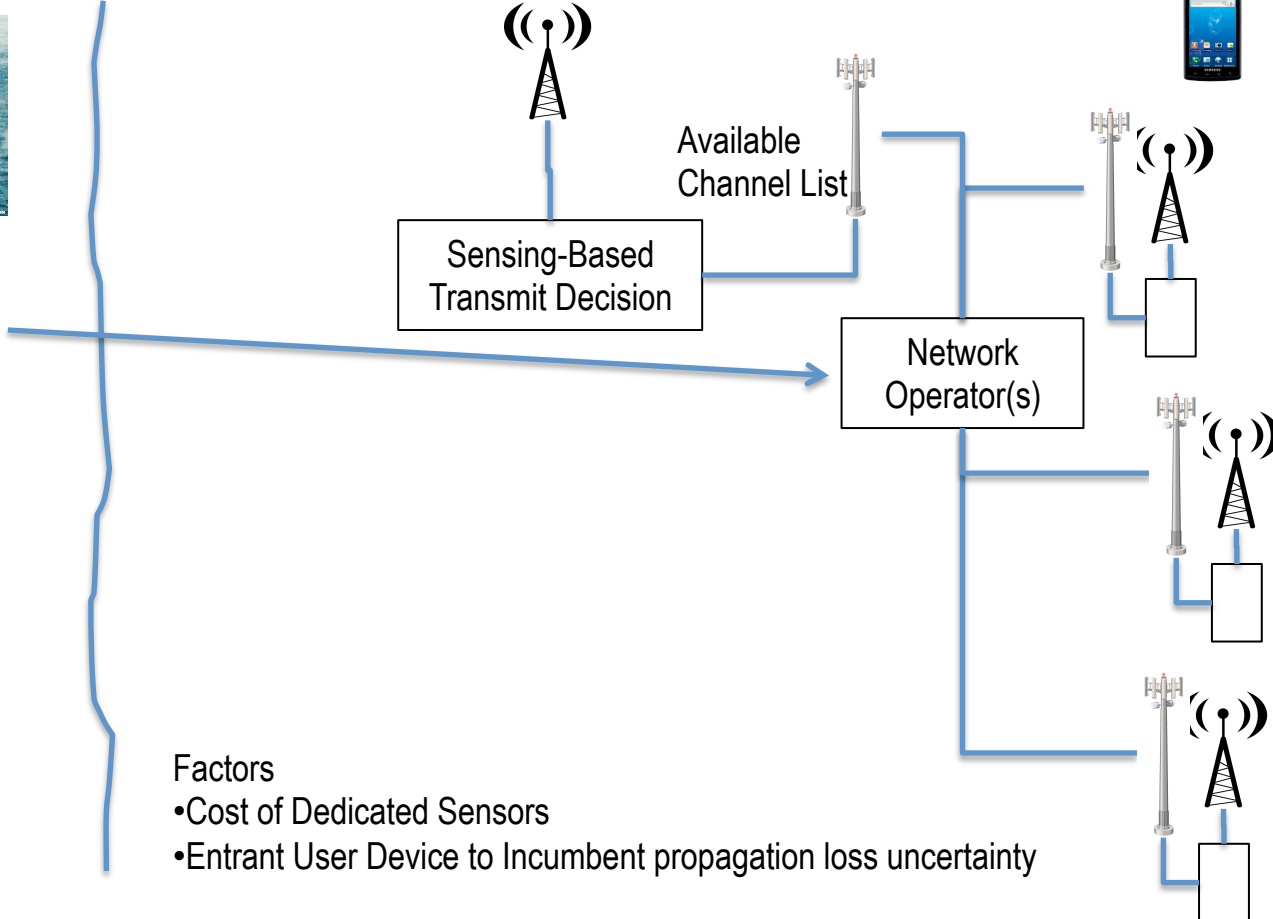 Available
Channel List
Sensing-Based
Transmit Decision
Network
Operator(s)
Factors
•Cost of Dedicated Sensors
•Entrant User Device to Incumbent propagation loss uncertainty
SAMSUNG